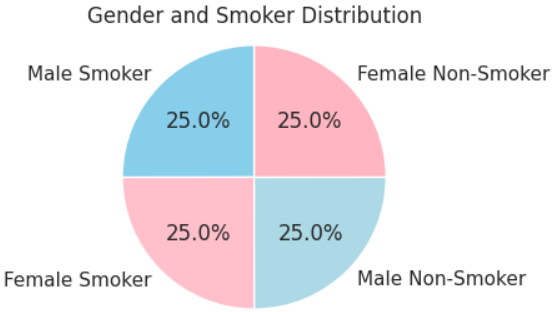 Gender and Smoker Distribution
Male Smoker
Female Non-Smoker
25.0%
25.0%
25.0%
25.0%
Female Smoker
Male Non-Smoker